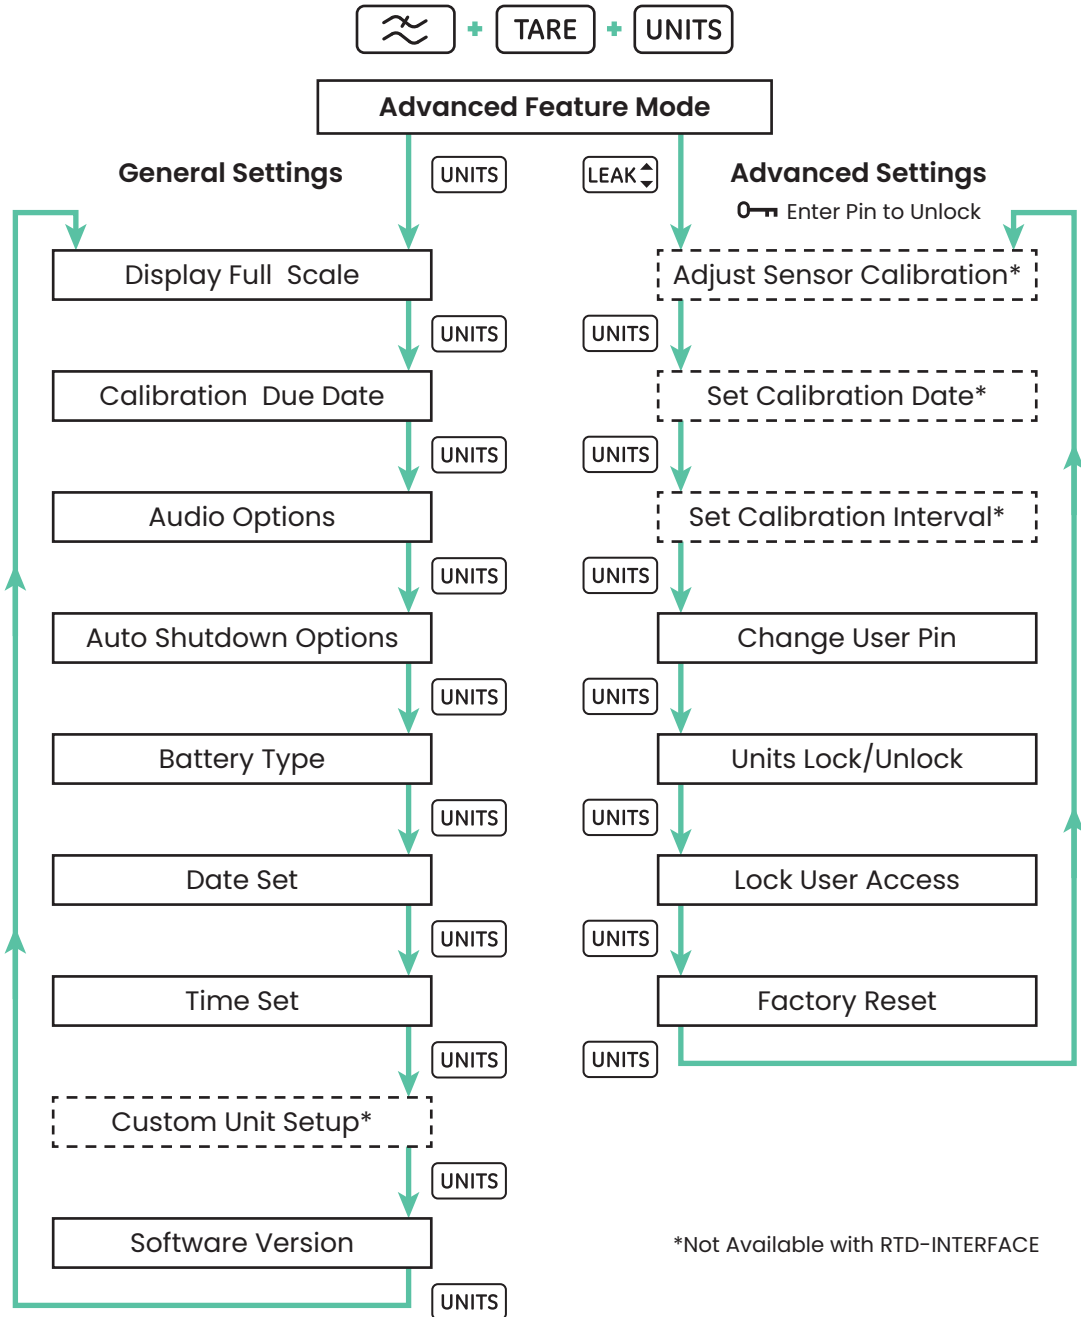 + TARE + UNITS
Advanced Feature Mode
General Settings
UNITS
Display Full Scale
UNITS
Calibration Due Date
UNITS
Audio Options
UNITS
Auto Shutdown Options
UNITS
Battery Type
UNITS
Date Set
UNITS
Time Set
UNITS
Custom Unit Setup*
UNITS
Software Version
UNITS
LEAK
Advanced Settings
Enter Pin to Unlock
Adjust Sensor Calibration*
UNITS
Set Calibration Date*
UNITS
Set Calibration Interval*
UNITS
Change User Pin
UNITS
Units Lock/Unlock
UNITS
Lock User Access
UNITS
Factory Reset
UNITS
*Not Available with RTD-INTERFACE